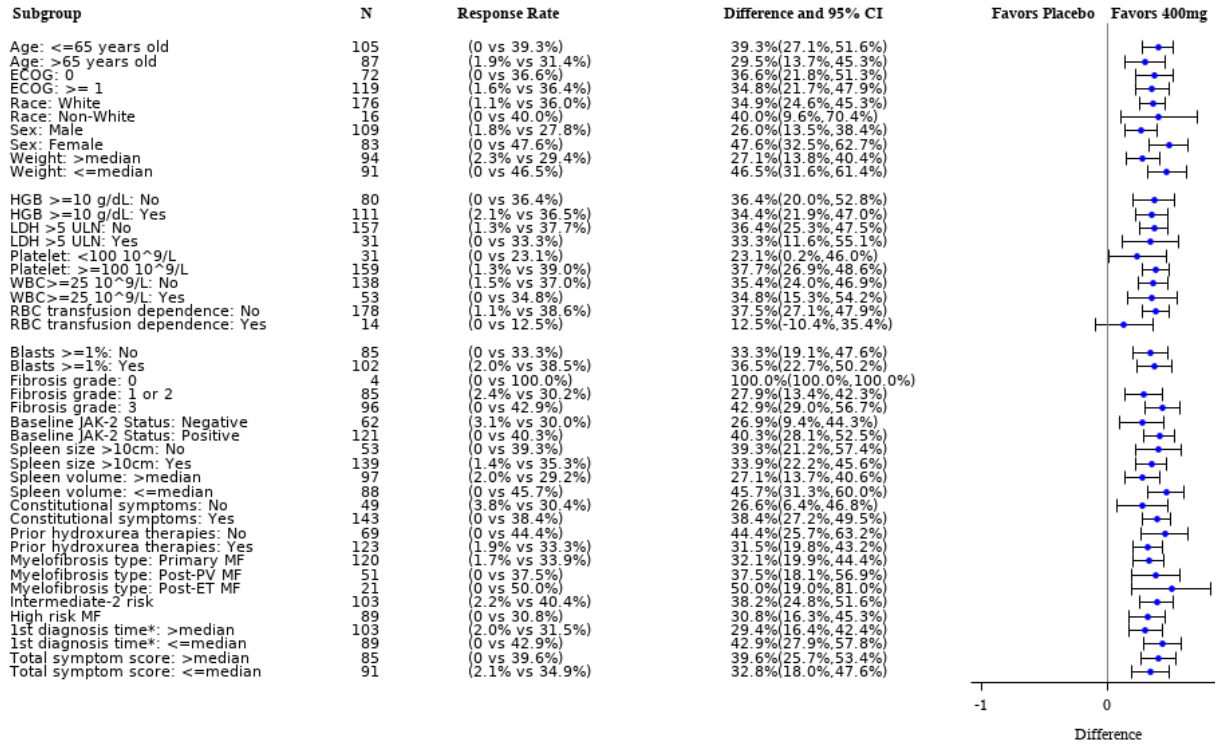 Subgroup N Response Rate Difference and 95% CI Favors Placebo Favors 400mg
Age: <=65 years old 105 (0 vs 39.3%) 39.3%(27.1%,51.6%)
Age: >65 years old 87 (1.9% vs 31.4%) 29.5%(13.7%,45.3%)
ECOG: 0 72 (0 vs 36.6%) 36.6%(21.8%,51.3%)
ECOG: >= 1 119 (1.6% vs 36.4%) 34.8%(21.7%,47.9%)
Race: White 176 (1.1% vs 36.0%) 34.9%(24.6%,45.3%)
Race: Non-White 16 (0 vs 40.0%) 40.0%(9.6%,70.4%)
Sex: Male 109 (1.8% vs 27.8%) 26.0%(13.5%,38.4%)
Sex: Female 83 (0 vs 47.6%) 47.6%(32.5%,62.7%)
Weight: >median 94 (2.3% vs 29.4%) 27.1%(13.8%,40.4%)
Weight: <=median 91 (0 vs 46.5%) 46.5%(31.6%,61.4%)
HGB >=10 g/dL: No 80 (0 vs 36.4%) 36.4%(20.0%,52.8%)
HGB >=10 g/dL: Yes 111 (2.1% vs 36.5%) 34.4%(21.9%,47.0%)
LDH >5 ULN: No 157 (1.3% vs 37.7%) 36.4%(25.3%,47.5%)
LDH >5 ULN: Yes 31 (0 vs 33.3%) 33.3%(11.6%,55.1%)
Platelet: <100 10^9/L 31 (0 vs 23.1%) 23.1%(0.2%,46.0%)
Platelet: >=100 10^9/L 159 (1.3% vs 39.0%) 37.7%(26.9%,48.6%)
WBC>=25 10^9/L: No 138 (1.5% vs 37.0%) 35.4%(24.0%,46.9%)
WBC>=25 10^9/L: Yes 53 (0 vs 34.8%) 34.8%(15.3%,54.2%)
RBC transfusion dependence: No 178 (1.1% vs 38.6%) 37.5%(27.1%,47.9%)
RBC transfusion dependence: Yes 14 (0 vs 12.5%) 12.5%(-10.4%,35.4%)
Blasts >=1%: No 85 (0 vs 33.3%) 33.3%(19.1%,47.6%)
Blasts >=1%: Yes 102 (2.0% vs 38.5%) 36.5%(22.7%,50.2%)
Fibrosis grade: 0 4 (0 vs 100.0%) 100.0%(100.0%,100.0%)
Fibrosis grade: 1 or 2 85 (2.4% vs 30.2%) 27.9%(13.4%,42.3%)
Fibrosis grade: 3 96 (0 vs 42.9%) 42.9%(29.0%,56.7%)
Baseline JAK-2 Status: Negative 62 (3.1% vs 30.0%) 26.9%(9.4%,44.3%)
Baseline JAK-2 Status: Positive 121 (0 vs 40.3%) 40.3%(28.1%,52.5%)
Spleen size >10cm: No 53 (0 vs 39.3%) 39.3%(21.2%,57.4%)
Spleen size >10cm: Yes 139 (1.4% vs 35.3%) 33.9%(22.2%,45.6%)
Spleen volume: >median 97 (2.0% vs 29.2%) 27.1%(13.7%,40.6%)
Spleen volume: <=median 88 (0 vs 45.7%) 45.7%(31.3%,60.0%)
Constitutional symptoms: No 49 (3.8% vs 30.4%) 26.6%(6.4%,46.8%)
Constitutional symptoms: Yes 143 (0 vs 38.4%) 38.4%(27.2%,49.5%)
Prior hydroxurea therapies: No 69 (0 vs 44.4%) 44.4%(25.7%,63.2%)
Prior hydroxurea therapies: Yes 123 (1.9% vs 33.3%) 31.5%(19.8%,43.2%)
Myelofibrosis type: Primary MF 120 (1.7% vs 33.9%) 32.1%(19.9%,44.4%)
Myelofibrosis type: Post-PV MF 51 (0 vs 37.5%) 37.5%(18.1%,56.9%)
Myelofibrosis type: Post-ET MF 21 (0 vs 50.0%) 50.0%(19.0%,81.0%)
Intermediate-2 risk 103 (2.2% vs 40.4%) 38.2%(24.8%,51.6%)
High risk MF 89 (0 vs 30.8%) 30.8%(16.3%,45.3%)
1st diagnosis time*: >median 103 (2.0% vs 31.5%) 29.4%(16.4%,42.4%)
1st diagnosis time*: <=median 89 (0 vs 42.9%) 42.9%(27.9%,57.8%)
Total symptom score: >median 85 (0 vs 39.6%) 39.6%(25.7%,53.4%)
Total symptom score: <=median 91 (2.1% vs 34.9%) 32.8%(18.0%,47.6%)
-1 0
Difference